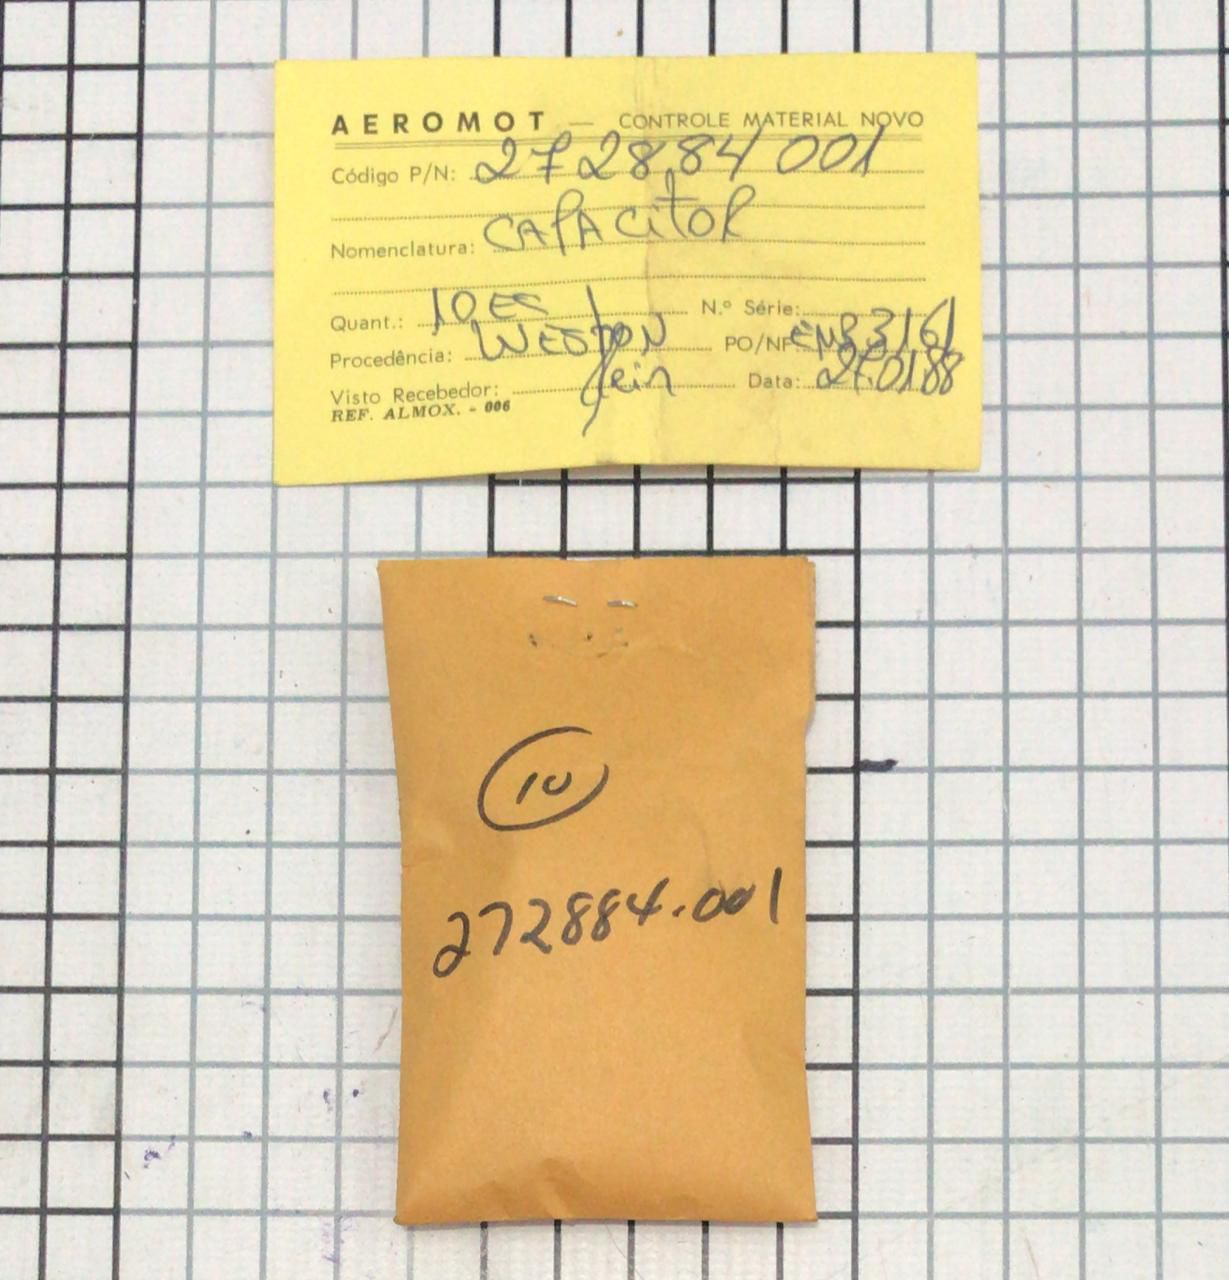 AEROMOT — CONTROLE MATERIAL NOVO
Código P/N: 272884 001
Nomenclatura: CAPACitOR
Quant.: 10 ES N.º Série:
Procedência: WESTON PO/NF: 3161
Visto Recebedor: Data: 27.01.88
REF. ALMOX. - 006
10
272884.001